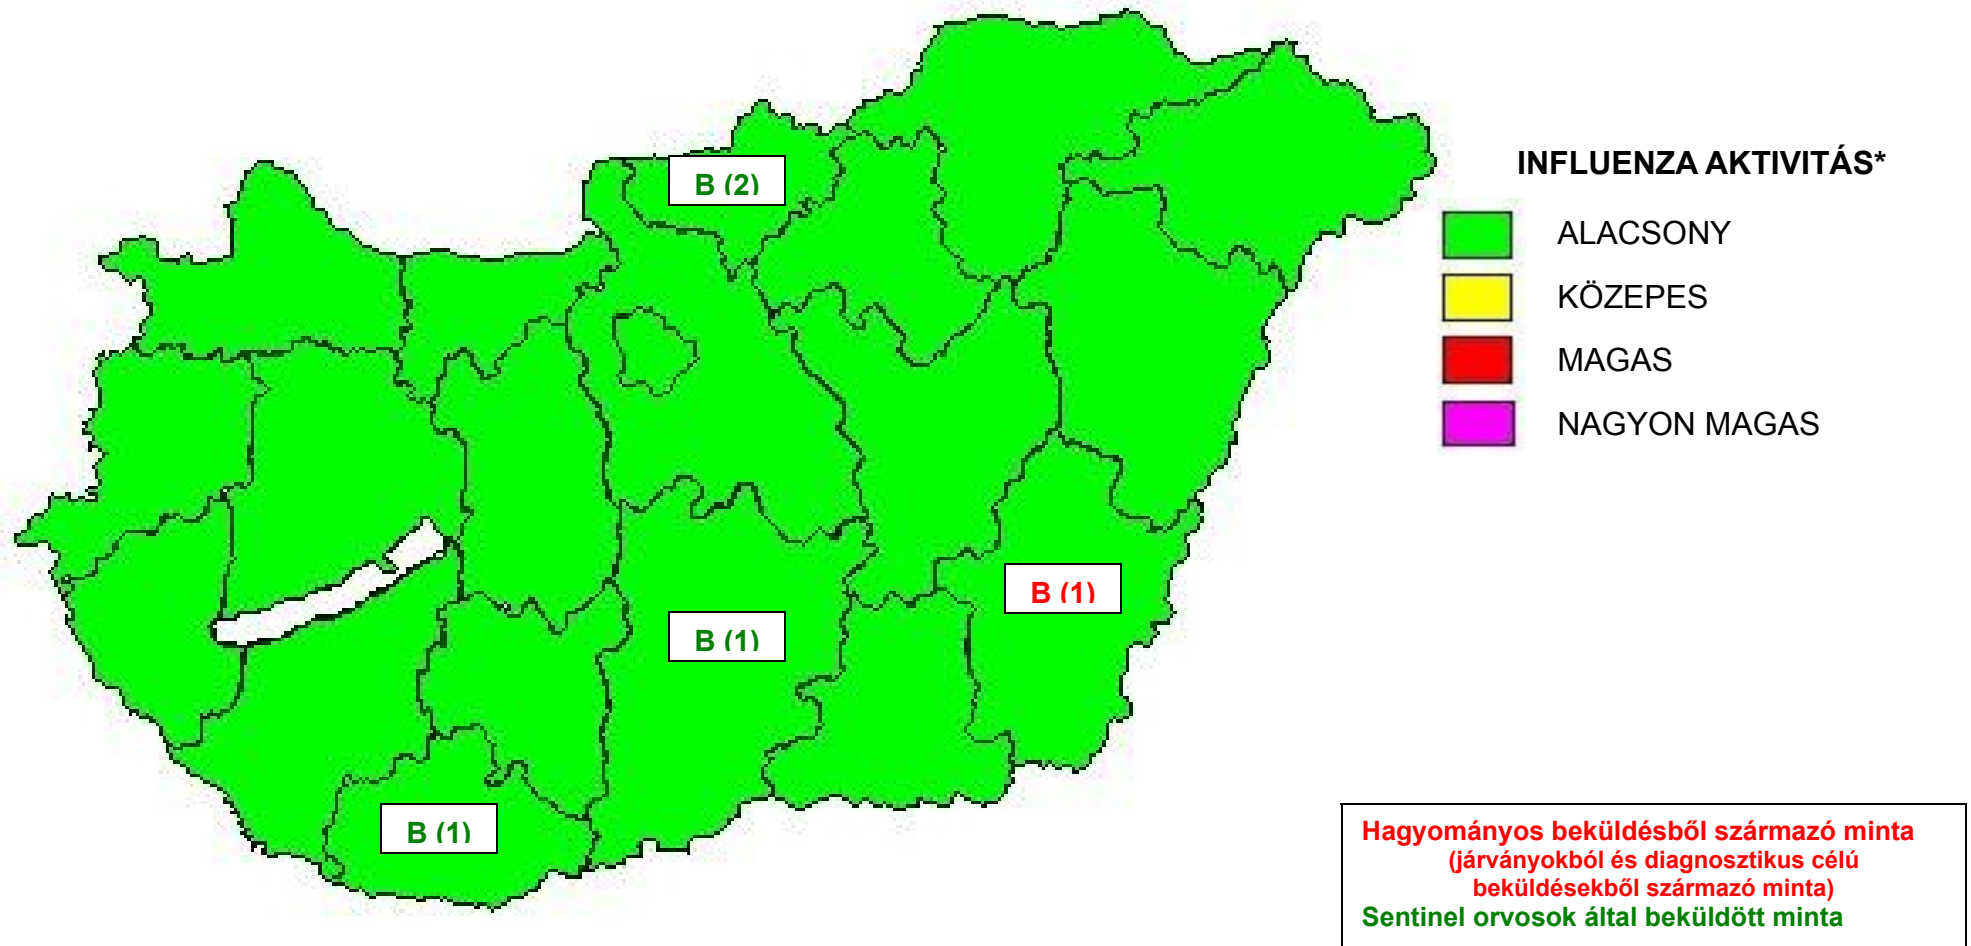 INFLUENZA AKTIVITÁS*
ALACSONY
KÖZEPES
MAGAS
NAGYON MAGAS
B (2)
B (1)
B (1)
B (1)
Hagyományos beküldésből származó minta
(járványokból és diagnosztikus célú
beküldésekből származó minta)
Sentinel orvosok által beküldött minta